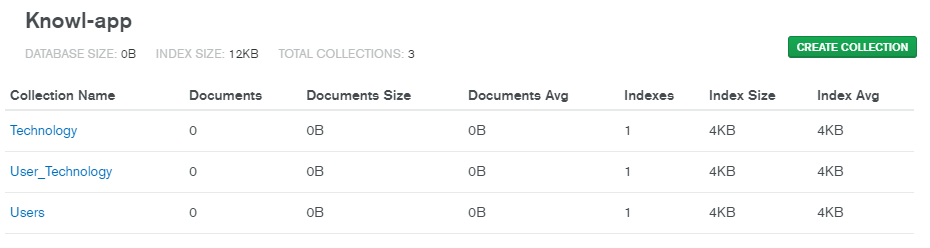 Knowl-app
DATABASE SIZE: 0B INDEX SIZE: 12KB TOTAL COLLECTIONS: 3
CREATE COLLECTION
Collection Name Documents Documents Size Documents Avg Indexes Index Size Index Avg
Technology 0 0B 0B 1 4KB 4KB
User_Technology 0 0B 0B 1 4KB 4KB
Users 0 0B 0B 1 4KB 4KB